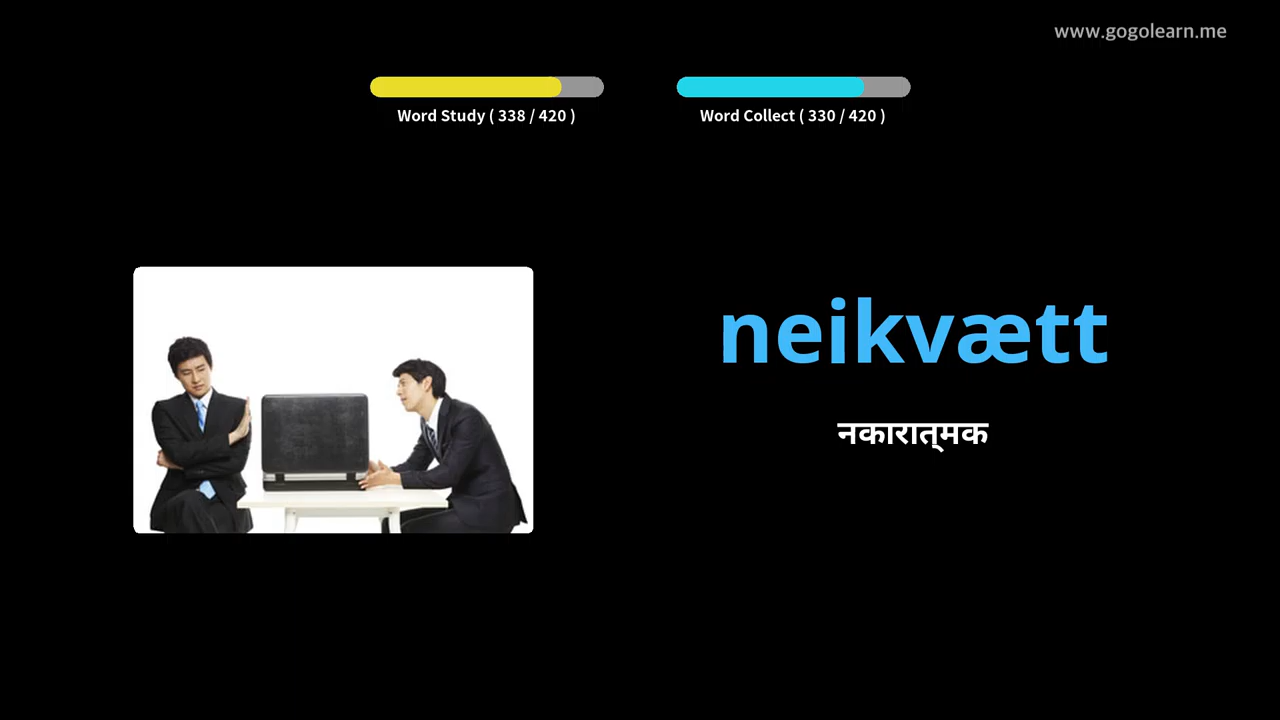 www.gogolearn.me
Word Study ( 338 / 420 )
Word Collect ( 330 / 420 )
neikvætt
नकारात्‌मक